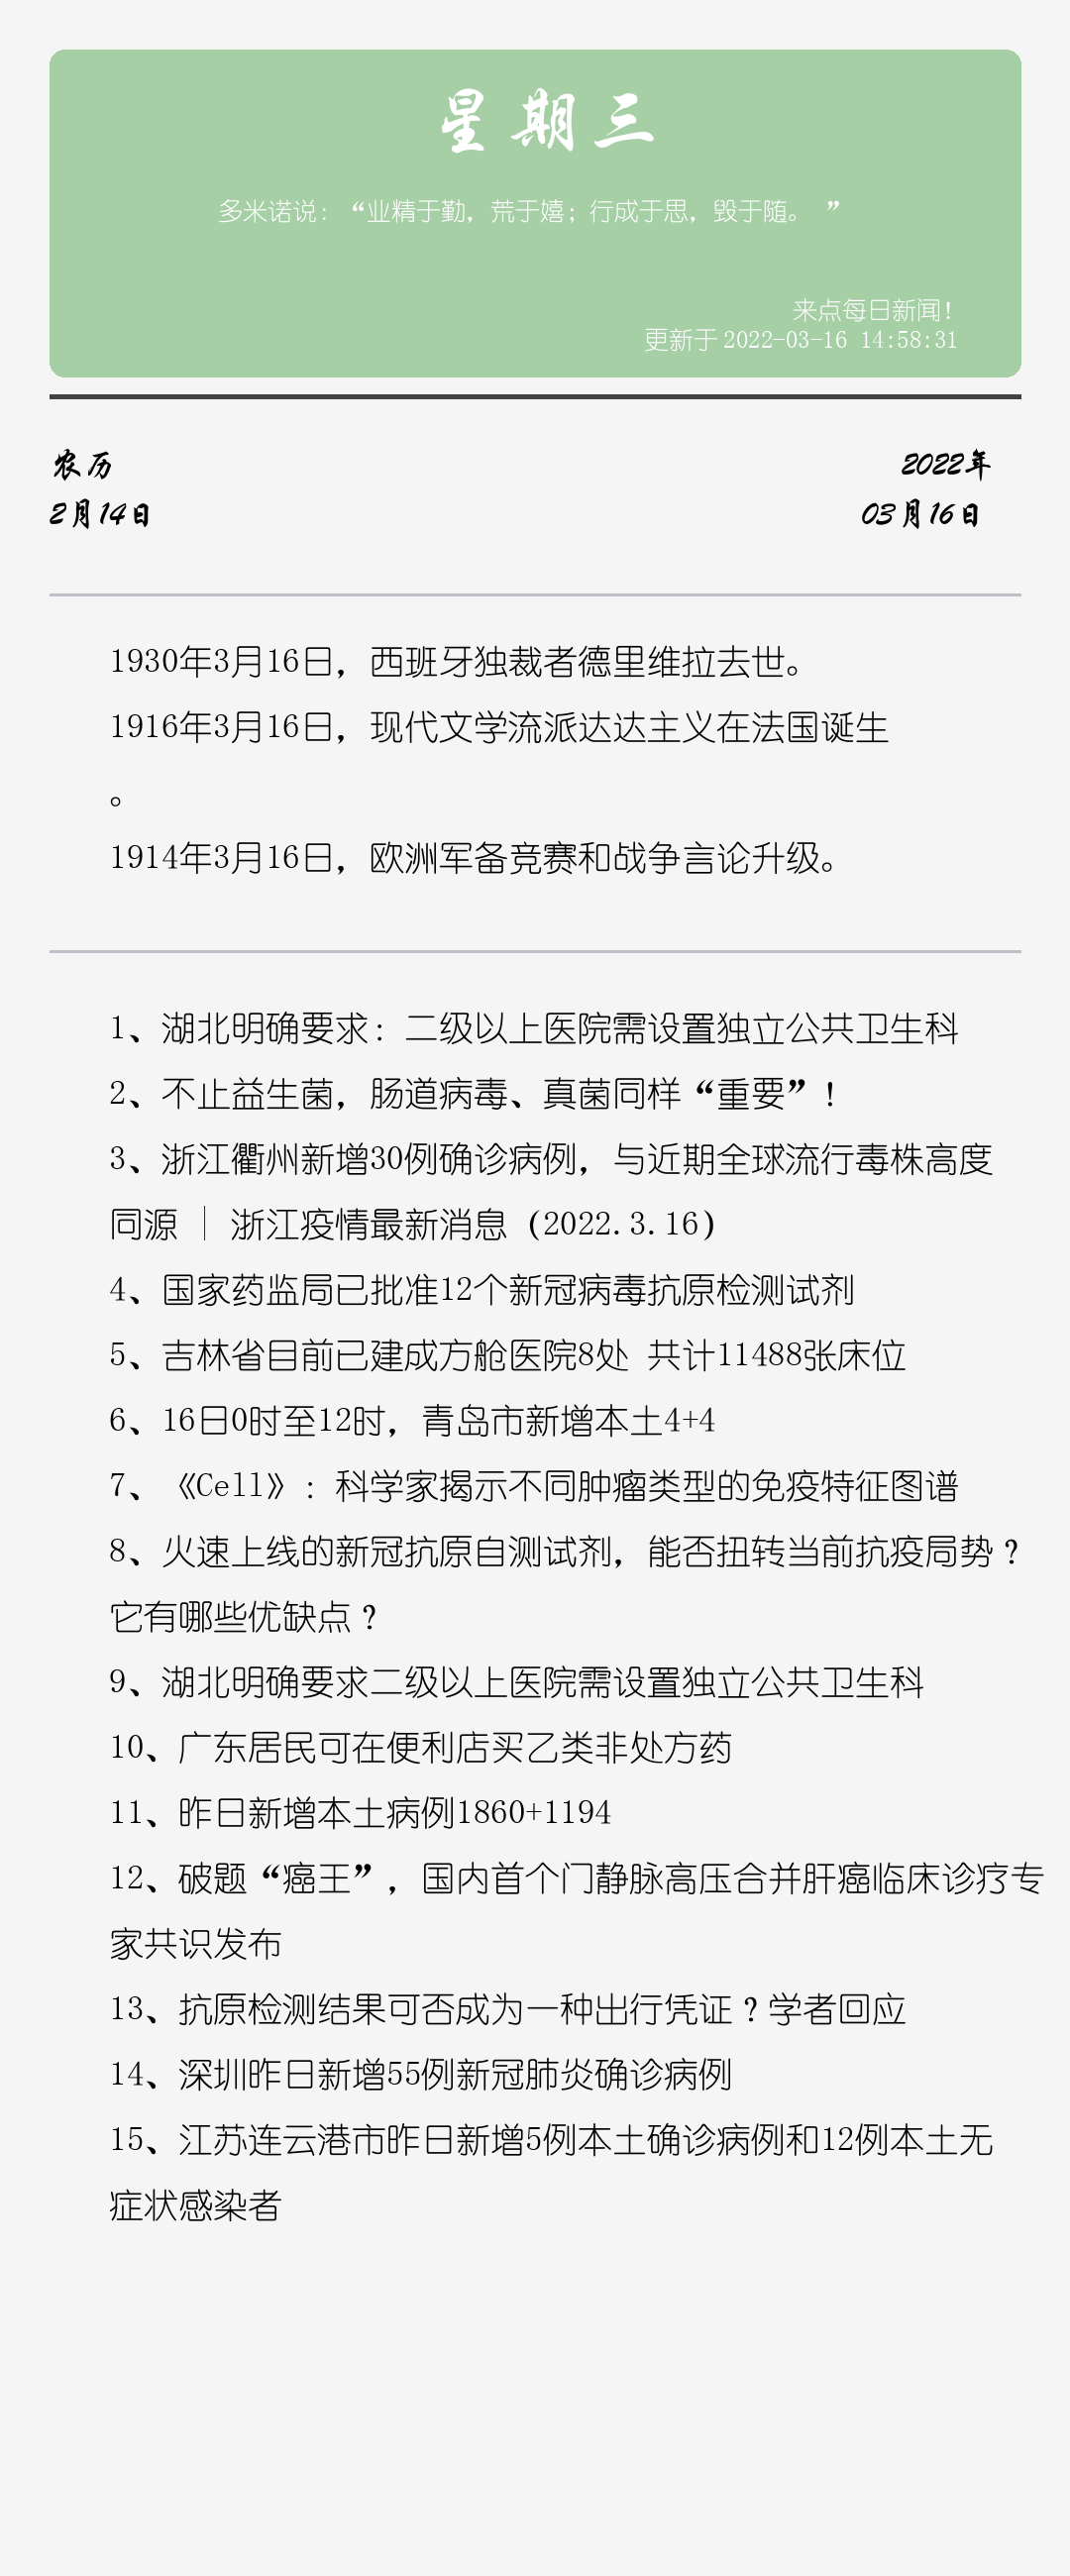 星期三
多米诺说：“业精于勤，荒于嬉；行成于思，毁于随。 ”
来点每日新闻！
更新于 2022-03-16 14:58:31
农历
2022年
2月14日
03月16日
1930年3月16日，西班牙独裁者德里维拉去世。
1916年3月16日，现代文学流派达达主义在法国诞生
。
1914年3月16日，欧洲军备竞赛和战争言论升级。
1、湖北明确要求：二级以上医院需设置独立公共卫生科
2、不止益生菌，肠道病毒、真菌同样“重要”！
3、浙江衢州新增30例确诊病例，与近期全球流行毒株高度
同源 | 浙江疫情最新消息（2022.3.16）
4、国家药监局已批准12个新冠病毒抗原检测试剂
5、吉林省目前已建成方舱医院8处 共计11488张床位
6、16日0时至12时，青岛市新增本土4+4
7、《Cell》：科学家揭示不同肿瘤类型的免疫特征图谱
8、火速上线的新冠抗原自测试剂，能否扭转当前抗疫局势？
它有哪些优缺点？
9、湖北明确要求二级以上医院需设置独立公共卫生科
10、广东居民可在便利店买乙类非处方药
11、昨日新增本土病例1860+1194
12、破题“癌王”，国内首个门静脉高压合并肝癌临床诊疗专
家共识发布
13、抗原检测结果可否成为一种出行凭证？学者回应
14、深圳昨日新增55例新冠肺炎确诊病例
15、江苏连云港市昨日新增5例本土确诊病例和12例本土无
症状感染者